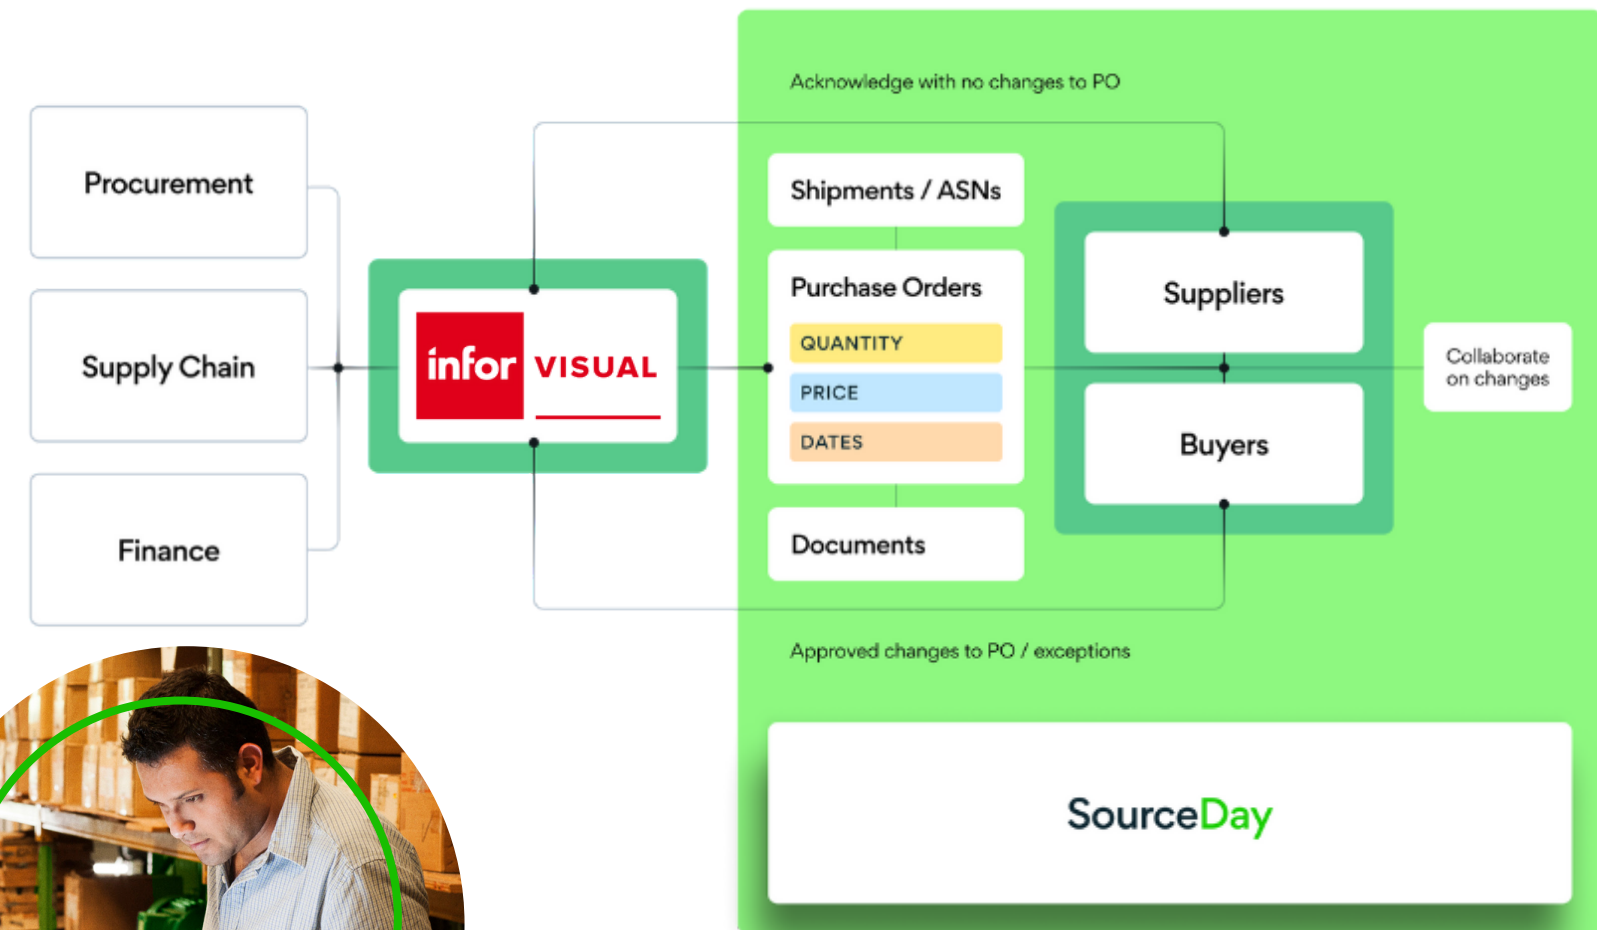 Acknowledge with no changes to PO
Procurement
Supply Chain
Finance
infor VISUAL
Shipments / ASNs
Purchase Orders
QUANTITY
PRICE
DATES
Documents
Suppliers
Buyers
Collaborate
on changes
Approved changes to PO / exceptions
SourceDay